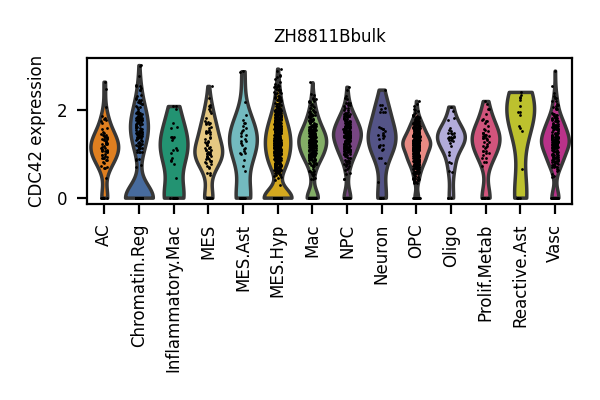 ZH8811Bbulk
CDC42 expression
2
0
AC
Chromatin.Reg
Inflammatory.Mac
MES
MES.Ast
MES.Hyp
Mac
NPC
Neuron
OPC
Oligo
Prolif.Metab
Reactive.Ast
Vasc